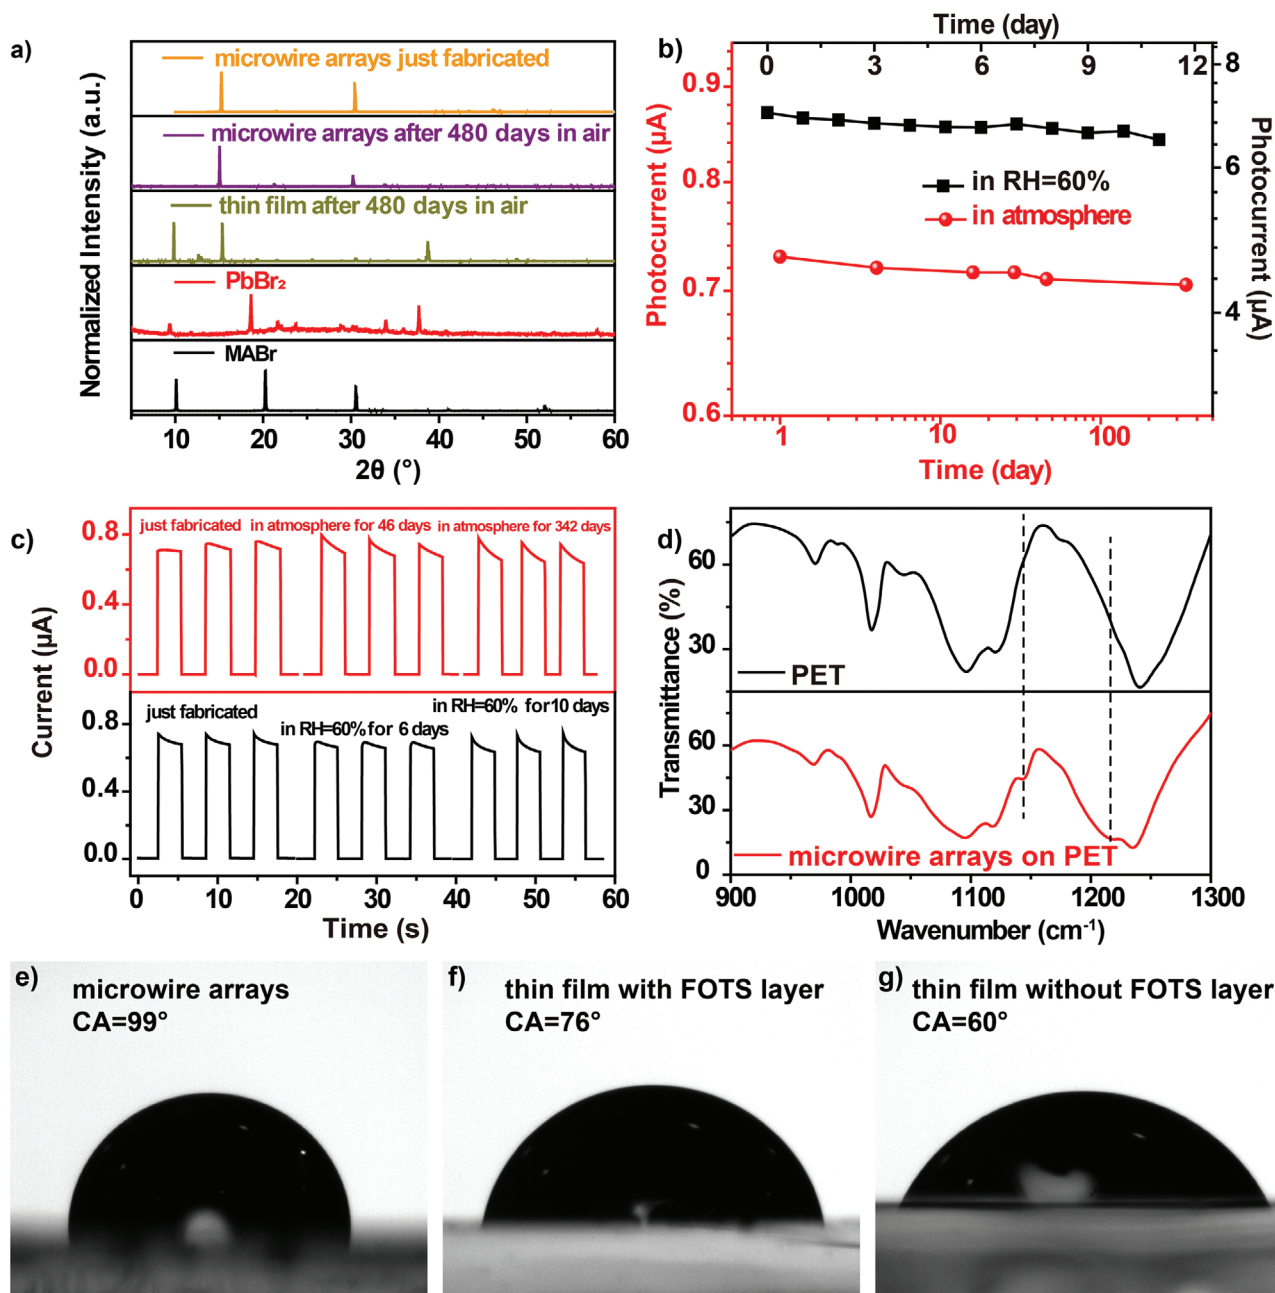 a)
microwire arrays just fabricated
microwire arrays after 480 days in air
thin film after 480 days in air
PbBr₂
MABr
Normalized Intensity (a.u.)
10 20 30 40 50 60
2θ (°)
b)
Time (day)
0 3 6 9 12
0.9
0.8
0.7
0.6
Photocurrent (µA)
8
6
4
Photocurrent (µA)
in RH=60%
in atmosphere
1 10 100
Time (day)
c)
just fabricated in atmosphere for 46 days in atmosphere for 342 days
0.8
0.4
0.0
just fabricated
in RH=60% for 6 days
in RH=60% for 10 days
0.8
0.4
0.0
Current (µA)
0 10 20 30 40 50 60
Time (s)
d)
60
30
PET
60
30
0
microwire arrays on PET
Transmittance (%)
900 1000 1100 1200 1300
Wavenumber (cm⁻¹)
e)
microwire arrays
CA=99°
f)
thin film with FOTS layer
CA=76°
g)
thin film without FOTS layer
CA=60°